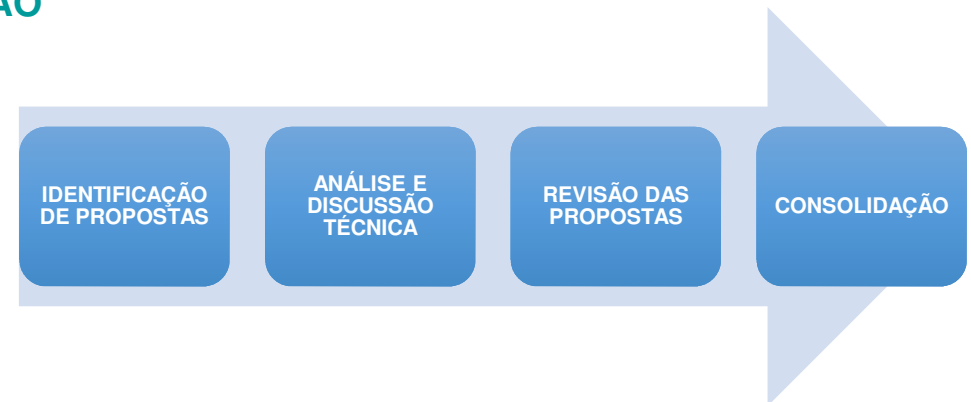 IDENTIFICAÇÃO
DE PROPOSTAS
ANÁLISE E
DISCUSSÃO
TÉCNICA
REVISÃO DAS
PROPOSTAS
CONSOLIDAÇÃO